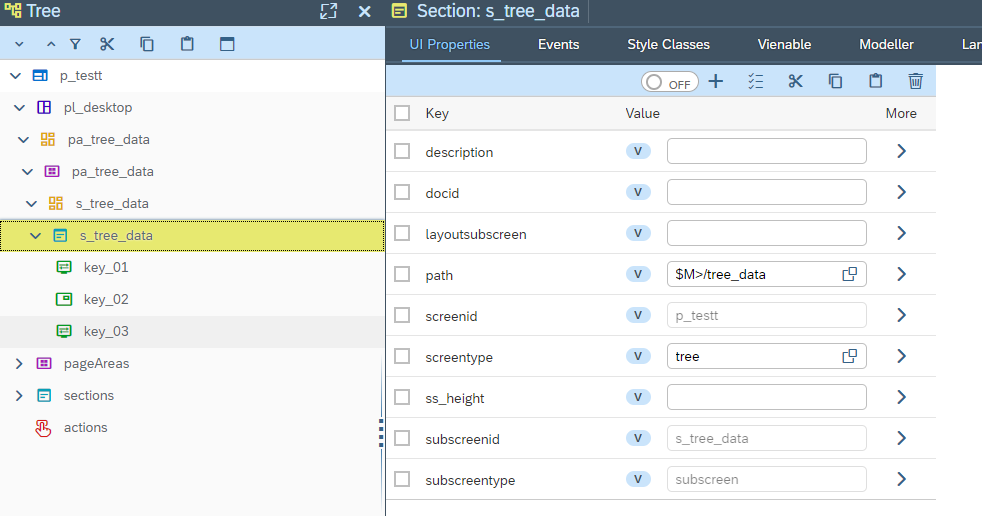 Tree
p_testt
pl_desktop
pa_tree_data
pa_tree_data
s_tree_data
s_tree_data
key_01
key_02
key_03
pageAreas
sections
actions
Section: s_tree_data
UI Properties Events Style Classes Vienable Modeller Lar
OFF
Key Value More
description V
docid V
layoutsubscreen V
path V $M>/tree_data
screenid V p_testt
screentype V tree
ss_height V
subscreenid V s_tree_data
subscreentype V subscreen